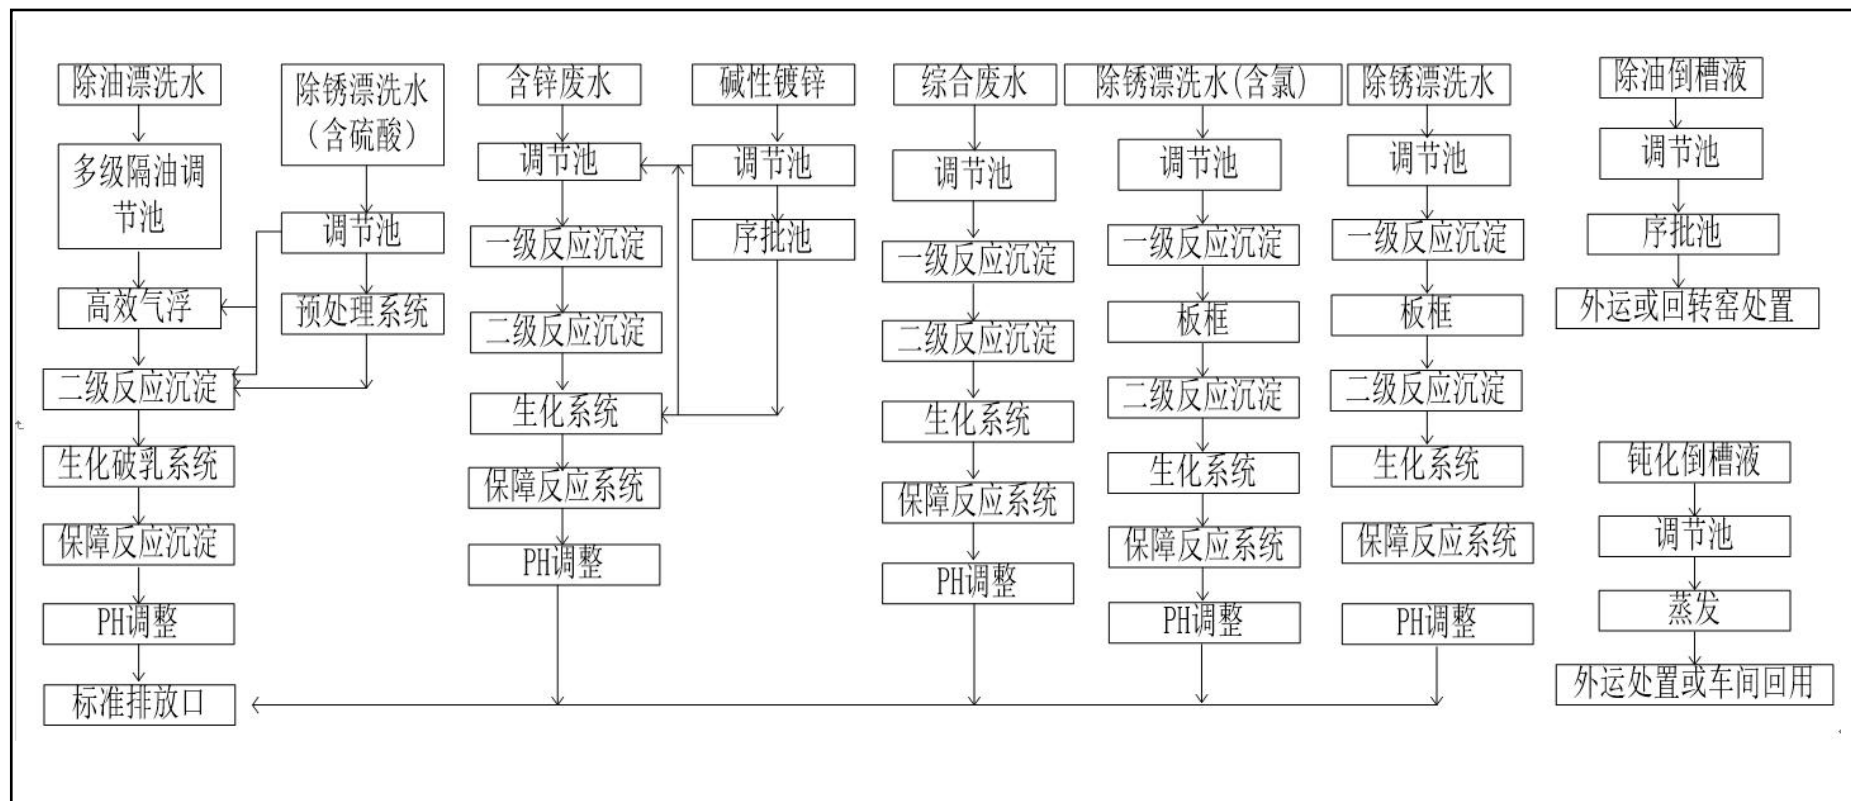 除油漂洗水
多级隔油调
节池
高效气浮
二级反应沉淀
生化破乳系统
保障反应沉淀
PH调整
标准排放口
除锈漂洗水
（含硫酸）
调节池
预处理系统
含锌废水
调节池
一级反应沉淀
二级反应沉淀
生化系统
保障反应系统
PH调整
碱性镀锌
调节池
序批池
综合废水
调节池
一级反应沉淀
二级反应沉淀
生化系统
保障反应系统
PH调整
除锈漂洗水(含氯)
调节池
一级反应沉淀
板框
二级反应沉淀
生化系统
保障反应系统
PH调整
除锈漂洗水
调节池
一级反应沉淀
板框
二级反应沉淀
生化系统
保障反应系统
PH调整
除油倒槽液
调节池
序批池
外运或回转窑处置
钝化倒槽液
调节池
蒸发
外运处置或车间回用